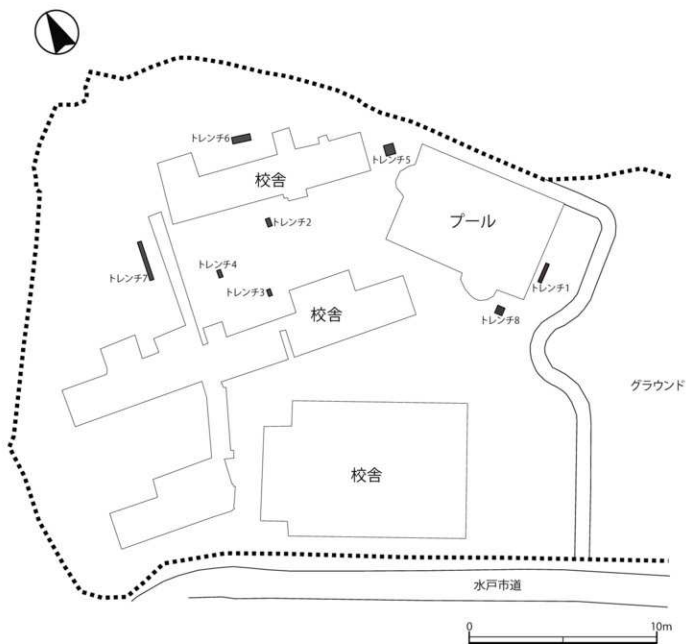 トレンチ6
トレンチ5
校舎
トレンチ2
プール
トレンチ4
トレンチ7
トレンチ3
トレンチ1
校舎
トレンチ8
グラウンド
校舎
水戸市道
0
10m